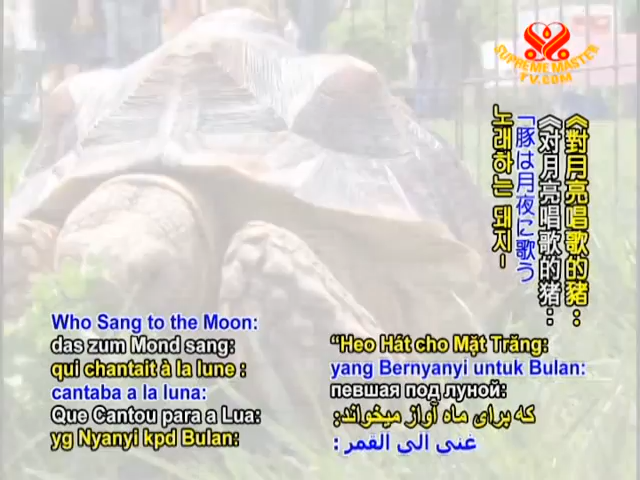 SUPREME MASTER
TV.COM
《對月亮唱歌的豬：
《对月亮唱歌的猪：
「豚は月夜に歌う
노래하는 돼지-
Who Sang to the Moon:
das zum Mond sang:
qui chantait à la lune :
cantaba a la luna:
Que Cantou para a Lua:
yg Nyanyi kpd Bulan:
“Heo Hát cho Mặt Trăng:
yang Bernyanyi untuk Bulan:
певшая под луной:
که برای ماه آواز میخواند:
غنى الى القمر :